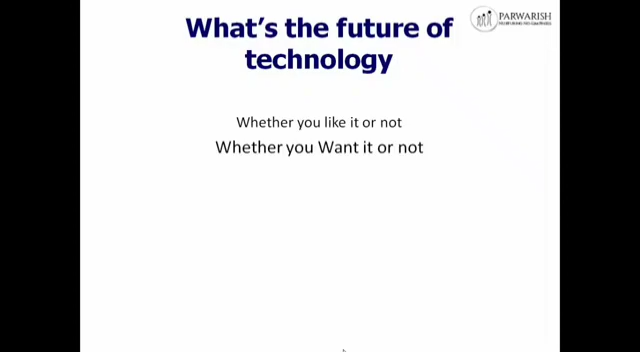 What's the future of
technology
PARWARISH
Whether you like it or not
Whether you Want it or not